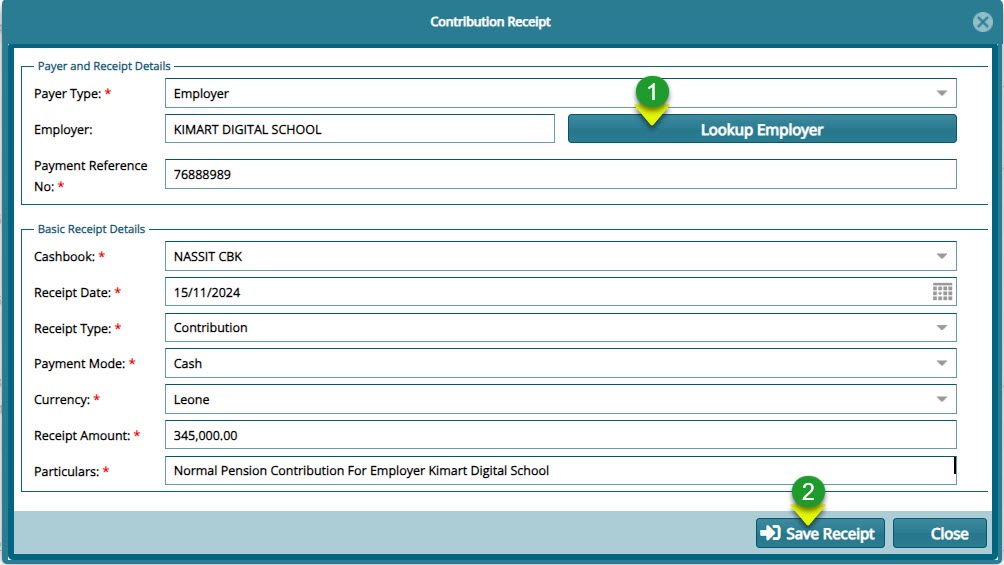 Contribution Receipt
Payer and Receipt Details
Payer Type: * Employer
1
Employer: KIMART DIGITAL SCHOOL Lookup Employer
Payment Reference
No: * 76888989
Basic Receipt Details
Cashbook: * NASSIT CBK
Receipt Date: * 15/11/2024
Receipt Type: * Contribution
Payment Mode: * Cash
Currency: * Leone
Receipt Amount: * 345,000.00
Particulars: * Normal Pension Contribution For Employer Kimart Digital School
2
Save Receipt Close